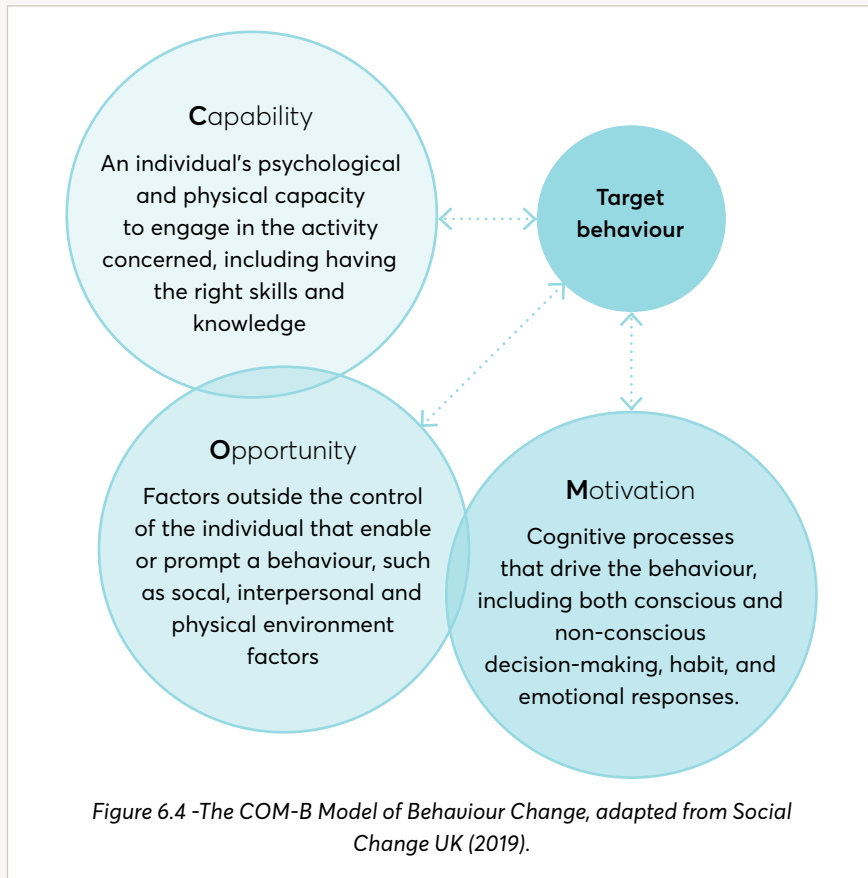 Capability
An individual's psychological
and physical capacity
to engage in the activity
concerned, including having
the right skills and
knowledge
Target
behaviour
Opportunity
Factors outside the control
of the individual that enable
or prompt a behaviour, such
as socal, interpersonal and
physical environment
factors
Motivation
Cognitive processes
that drive the behaviour,
including both conscious and
non-conscious
decision-making, habit, and
emotional responses.
Figure 6.4 -The COM-B Model of Behaviour Change, adapted from Social
Change UK (2019).